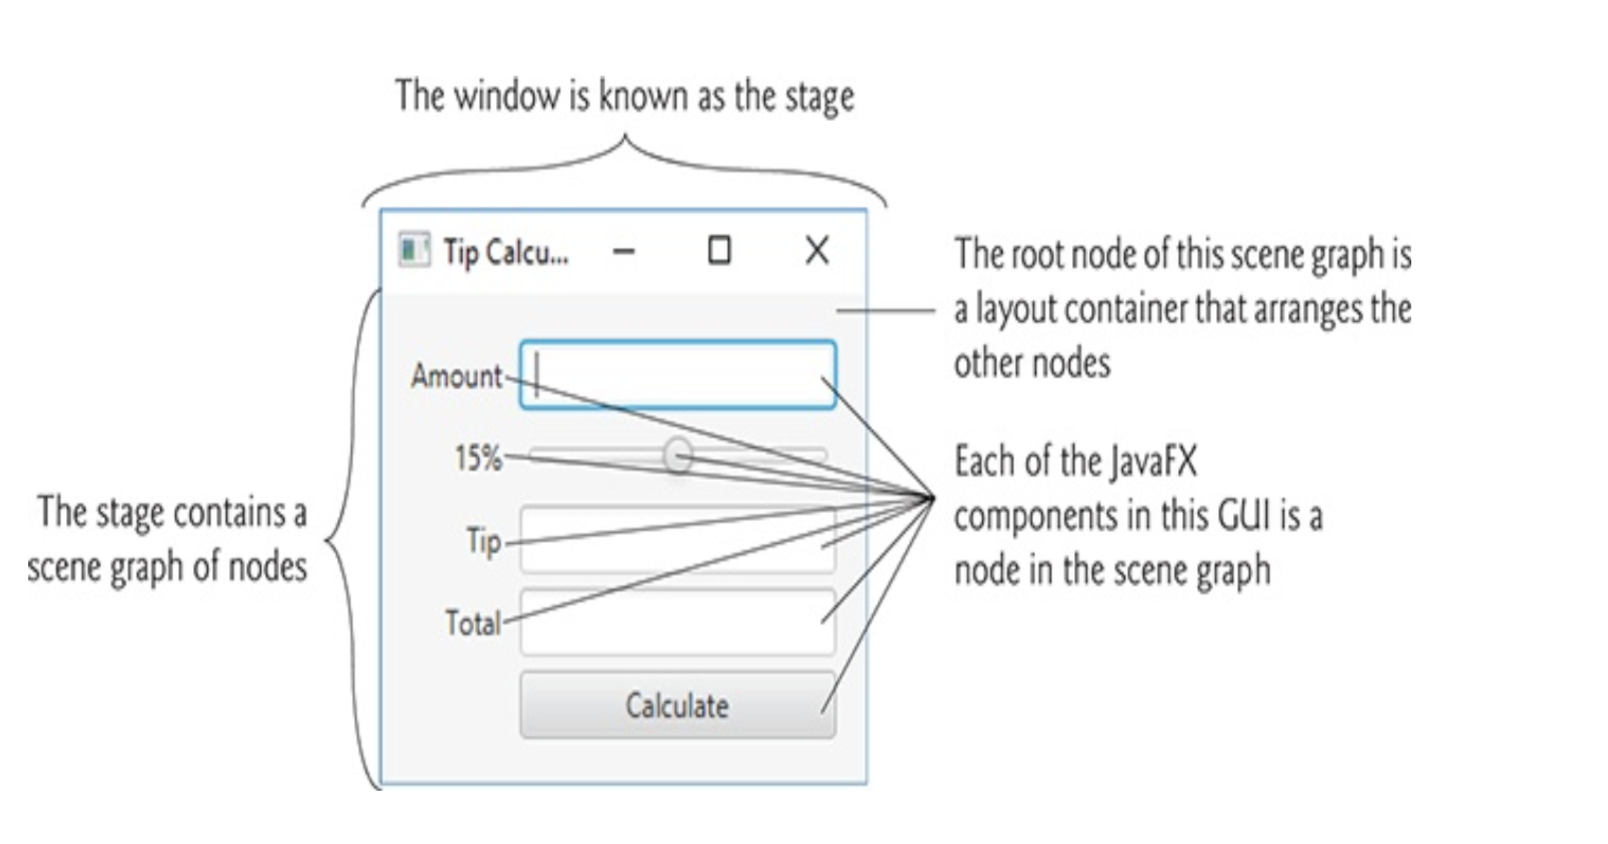 The window is known as the stage
Tip Calcu...
The root node of this scene graph is
a layout container that arranges the
other nodes
Amount
15%
Each of the JavaFX
components in this GUI is a
node in the scene graph
The stage contains a
scene graph of nodes
Tip
Total
Calculate